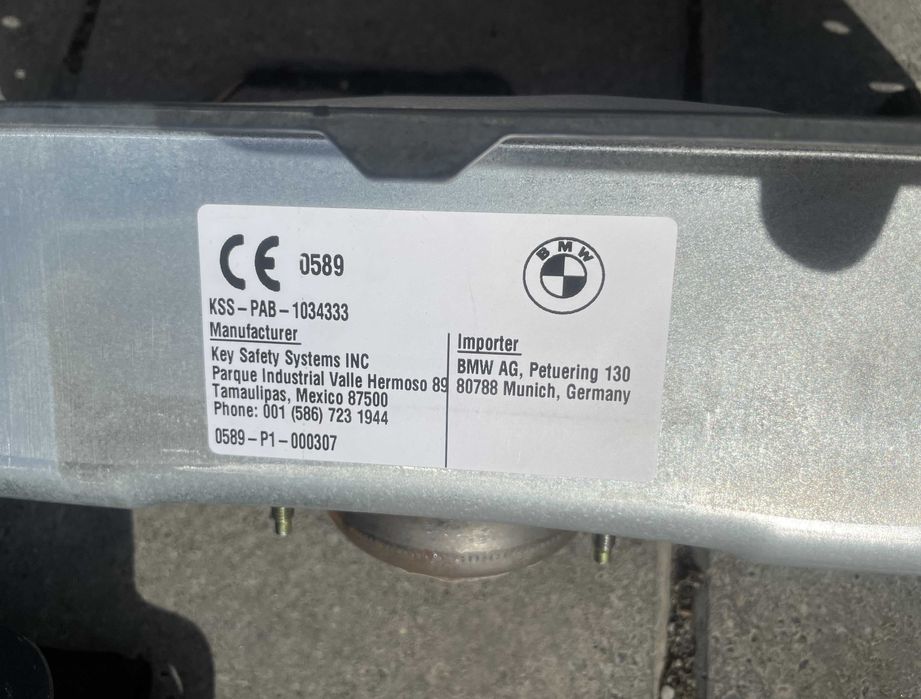 CE 0589
BMW
KSS-PAB-1034333
Manufacturer
Key Safety Systems INC
Parque Industrial Valle Hermoso 89
Tamaulipas, Mexico 87500
Phone: 001 (586) 723 1944
0589-P1-000307
Importer
BMW AG, Petuering 130
80788 Munich, Germany